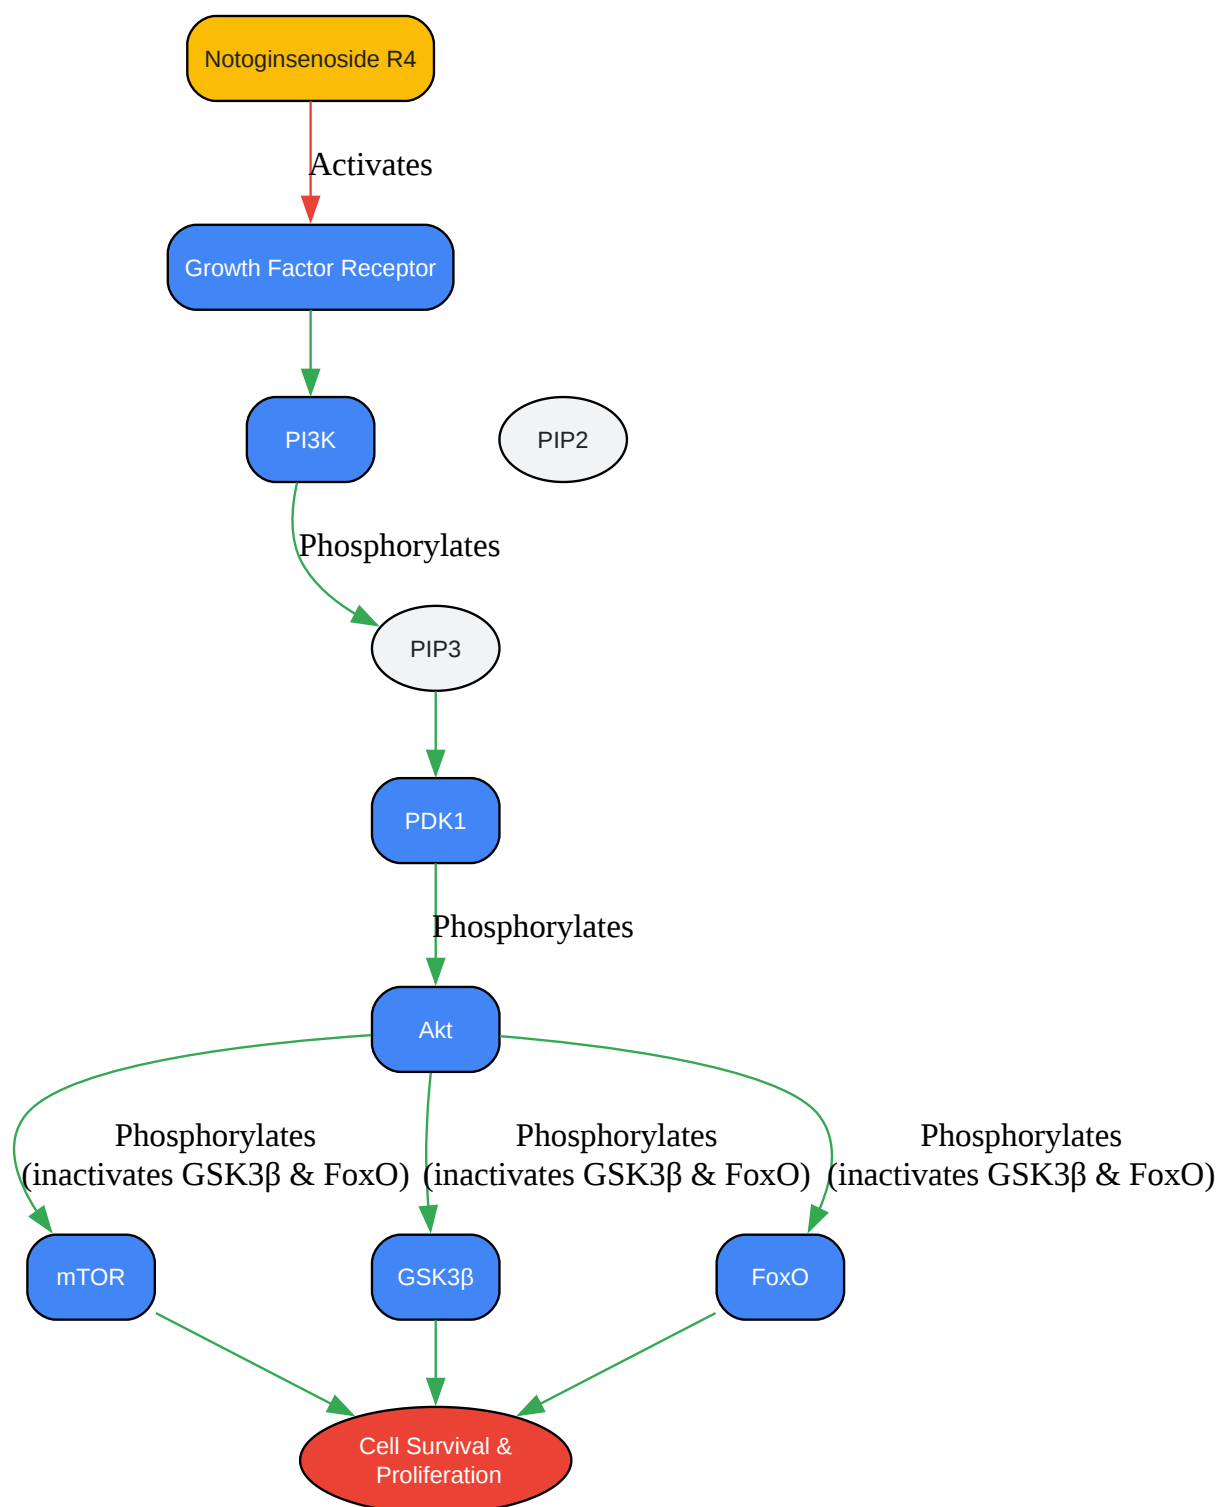 Notoginsenoside R4
Activates
Growth Factor Receptor
PI3K
PIP2
Phosphorylates
PIP3
PDK1
Phosphorylates
Akt
Phosphorylates
(inactivates GSK3β & FoxO)
Phosphorylates
(inactivates GSK3β & FoxO)
Phosphorylates
(inactivates GSK3β & FoxO)
mTOR
GSK3β
FoxO
Cell Survival &
Proliferation